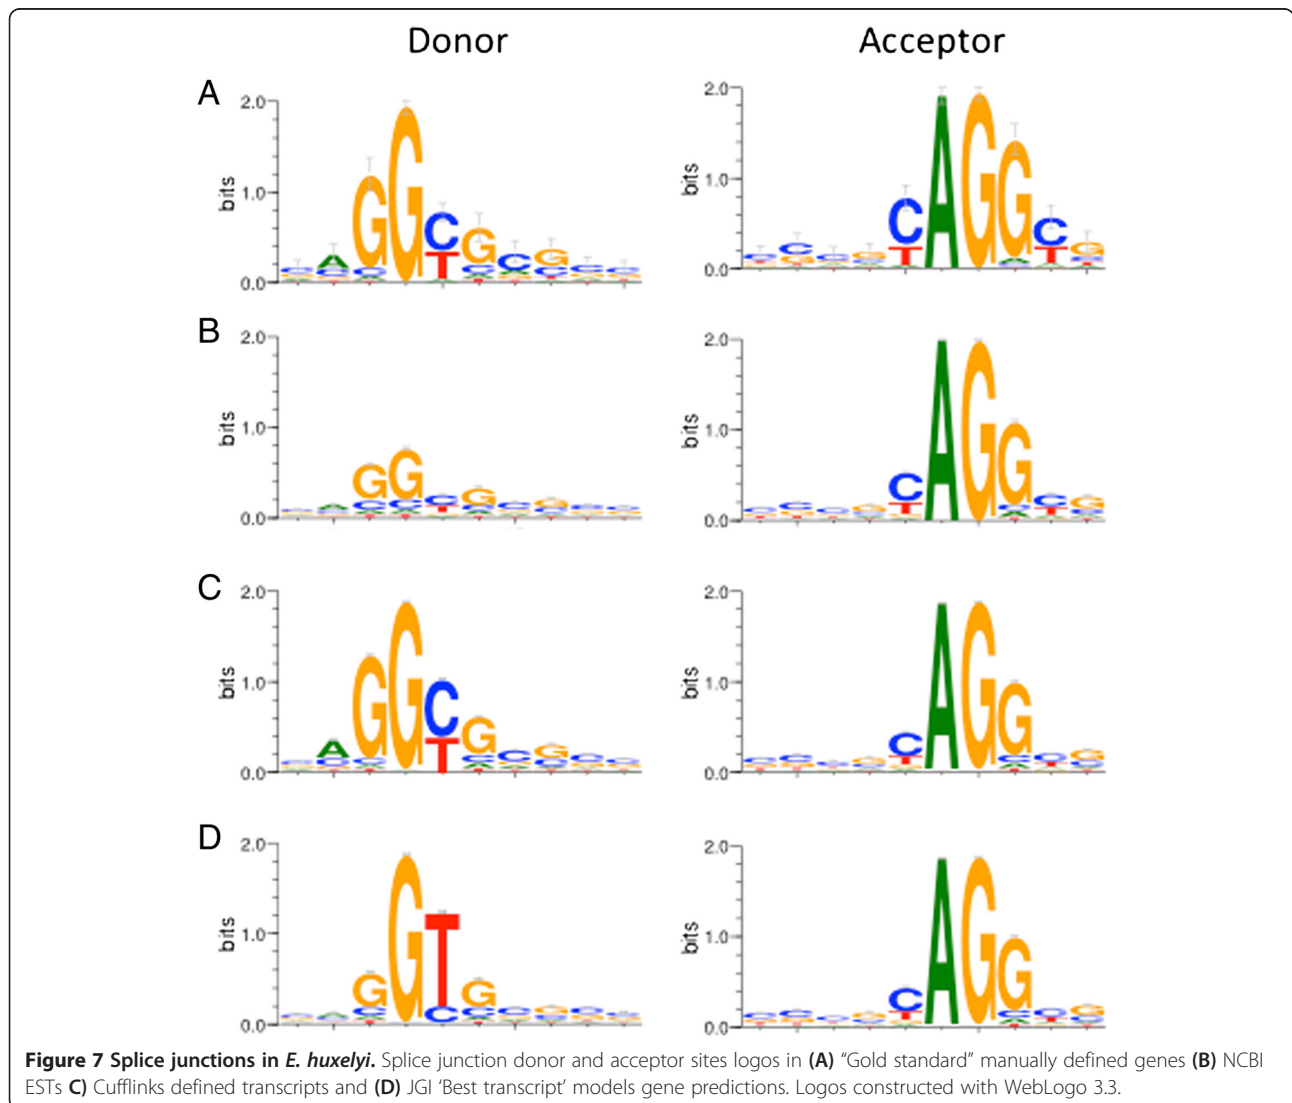 Donor
Acceptor
A
2.0
1.0
0.0
bits
2.0
1.0
0.0
bits
B
2.0
1.0
0.0
bits
2.0
1.0
0.0
bits
C
2.0
1.0
0.0
bits
2.0
1.0
0.0
bits
D
2.0
1.0
0.0
bits
2.0
1.0
0.0
bits
Figure 7 Splice junctions in E. huxelyi. Splice junction donor and acceptor sites logos in (A) “Gold standard” manually defined genes (B) NCBI
ESTs C) Cufflinks defined transcripts and (D) JGI ‘Best transcript’ models gene predictions. Logos constructed with WebLogo 3.3.